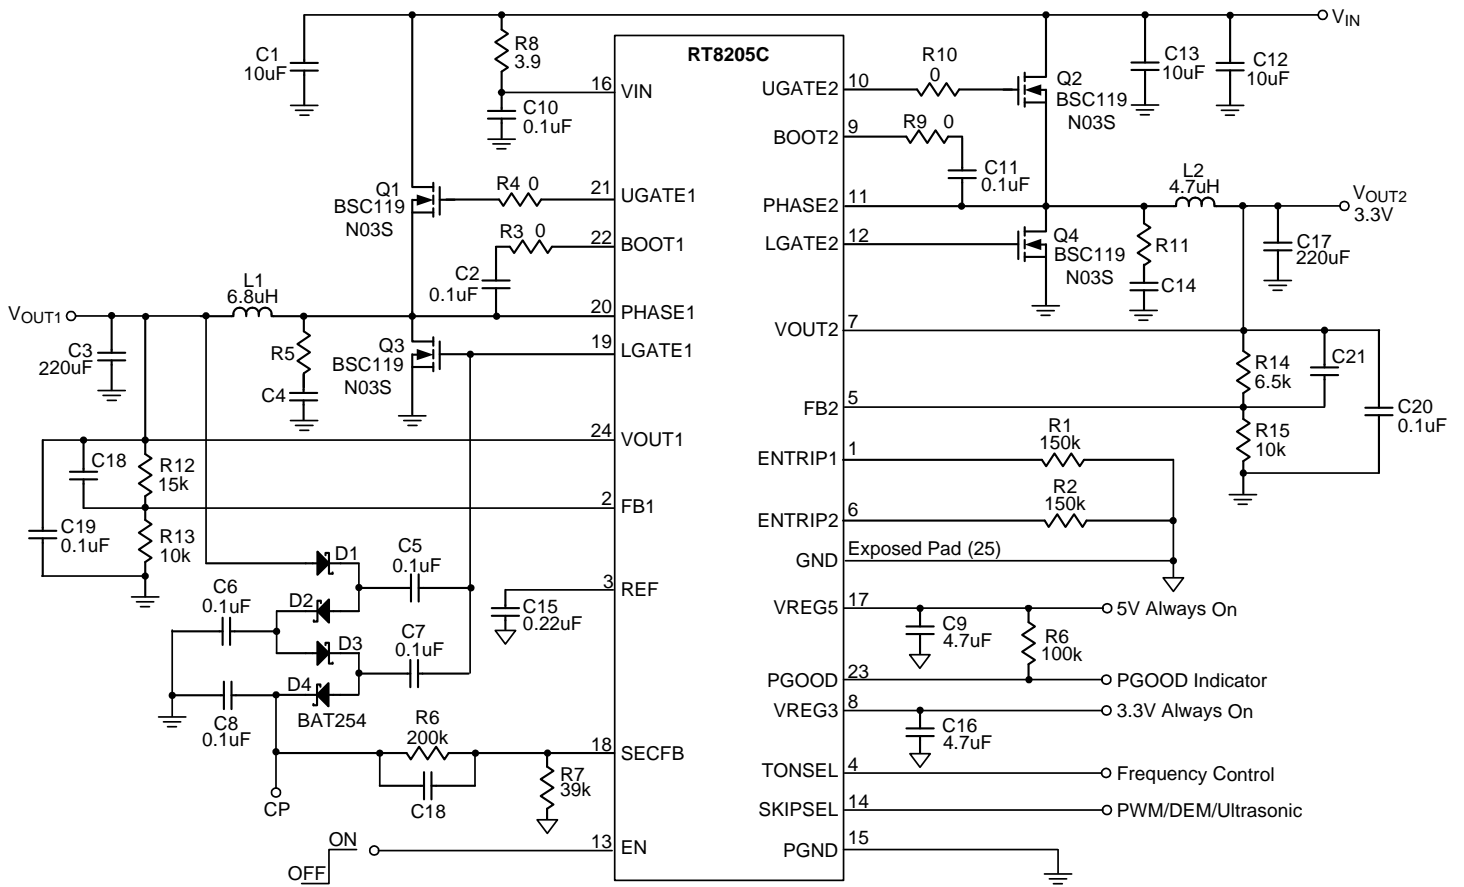 V_IN
C1
10uF
R8
3.9
C10
0.1uF
RT8205C
16 VIN
UGATE2 10
R10
0
Q2
BSC119
N03S
C13
10uF
C12
10uF
BOOT2 9
R9 0
C11
0.1uF
Q1
BSC119
N03S
R4 0
21 UGATE1
R3 0
22 BOOT1
C2
0.1uF
PHASE2 11
L2
4.7uH
V_OUT2
3.3V
LGATE2 12
Q4
BSC119
N03S
R11
C14
C17
220uF
V_OUT1
L1
6.8uH
20 PHASE1
C3
220uF
R5
C4
Q3
BSC119
N03S
19 LGATE1
VOUT2 7
R14
6.5k
C21
FB2 5
R15
10k
C20
0.1uF
24 VOUT1
C18
R12
15k
2 FB1
C19
0.1uF
R13
10k
ENTRIP1 1
R1
150k
ENTRIP2 6
R2
150k
GND Exposed Pad (25)
D1
C5
0.1uF
C6
0.1uF
D2
D3
C7
0.1uF
D4
BAT254
C8
0.1uF
3 REF
C15
0.22uF
VREG5 17
5V Always On
C9
4.7uF
R6
100k
PGOOD 23
PGOOD Indicator
VREG3 8
3.3V Always On
C16
4.7uF
R6
200k
C18
18 SECFB
R7
39k
CP
TONSEL 4
Frequency Control
SKIPSEL 14
PWM/DEM/Ultrasonic
ON
OFF
13 EN
PGND 15